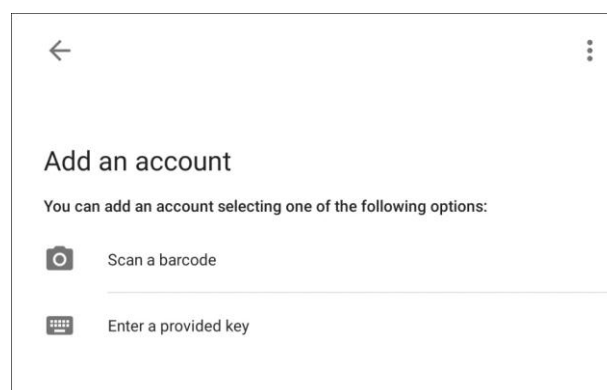 Add an account
You can add an account selecting one of the following options:
Scan a barcode
Enter a provided key